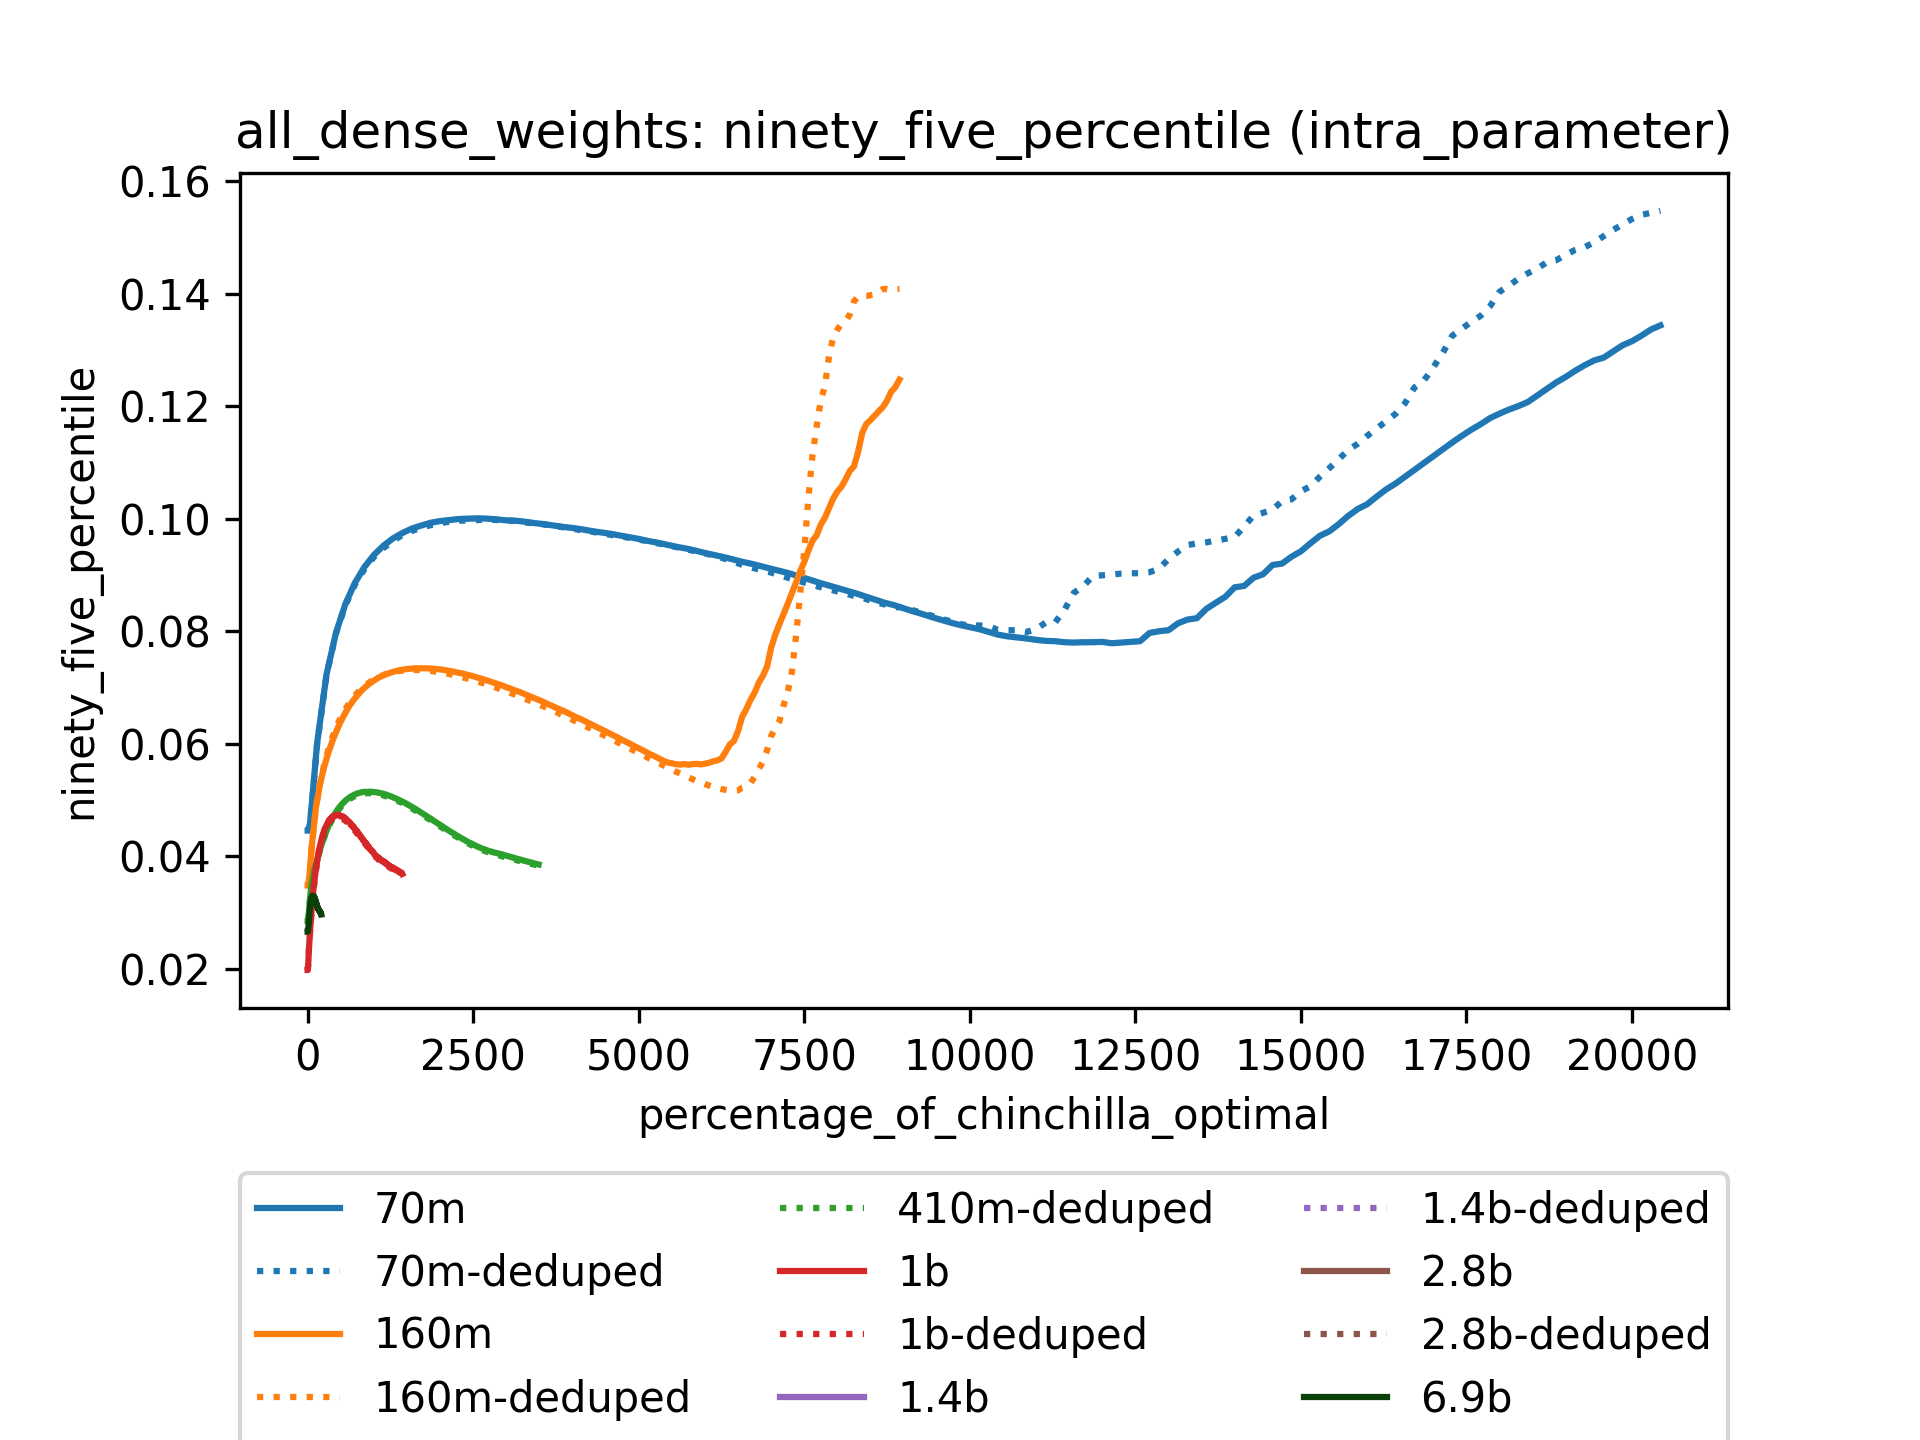 all_dense_weights: ninety_five_percentile (intra_parameter)
0.16
0.14
0.12
0.10
0.08
0.06
0.04
0.02
ninety_five_percentile
0 2500 5000 7500 10000 12500 15000 17500 20000
percentage_of_chinchilla_optimal
70m
70m-deduped
160m
160m-deduped
410m-deduped
1b
1b-deduped
1.4b
1.4b-deduped
2.8b
2.8b-deduped
6.9b